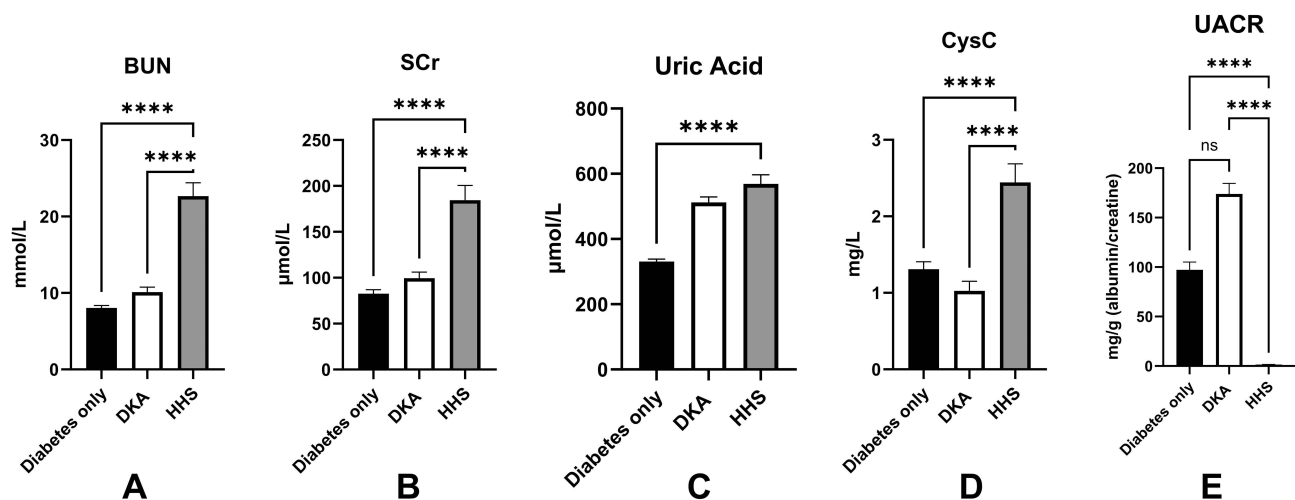 BUN
****
****
30
20
10
0
mmol/L
Diabetes only
DKA
HHS
A
SCr
****
****
250
200
150
100
50
0
µmol/L
Diabetes only
DKA
HHS
B
Uric Acid
****
800
600
400
200
0
µmol/L
Diabetes only
DKA
HHS
C
CysC
****
****
3
2
1
0
mg/L
Diabetes only
DKA
HHS
D
UACR
****
****
ns
200
150
100
50
0
mg/g (albumin/creatine)
Diabetes only
DKA
HHS
E